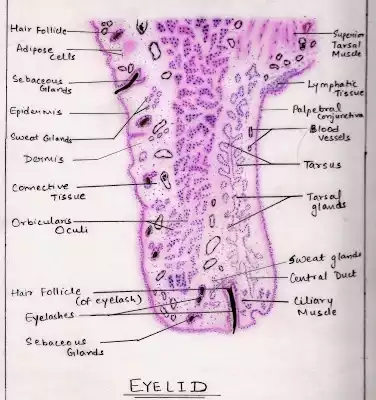 Hair Follicle
Adipose
Cells
Sebaceous
Glands
Epidermis
Sweat Glands
Dermis
Connective
Tissue
Orbicularis
Oculi
Hair Follicle
(of eyelash)
Eyelashes
Sebaceous
Glands
Superior
Tarsal
Muscle
Lymphatic
Tissue
Palpebral
Conjunctiva
Blood
vessels
Tarsus
Tarsal
glands
Sweat glands
Central Duct
Ciliary
Muscle
EYELID